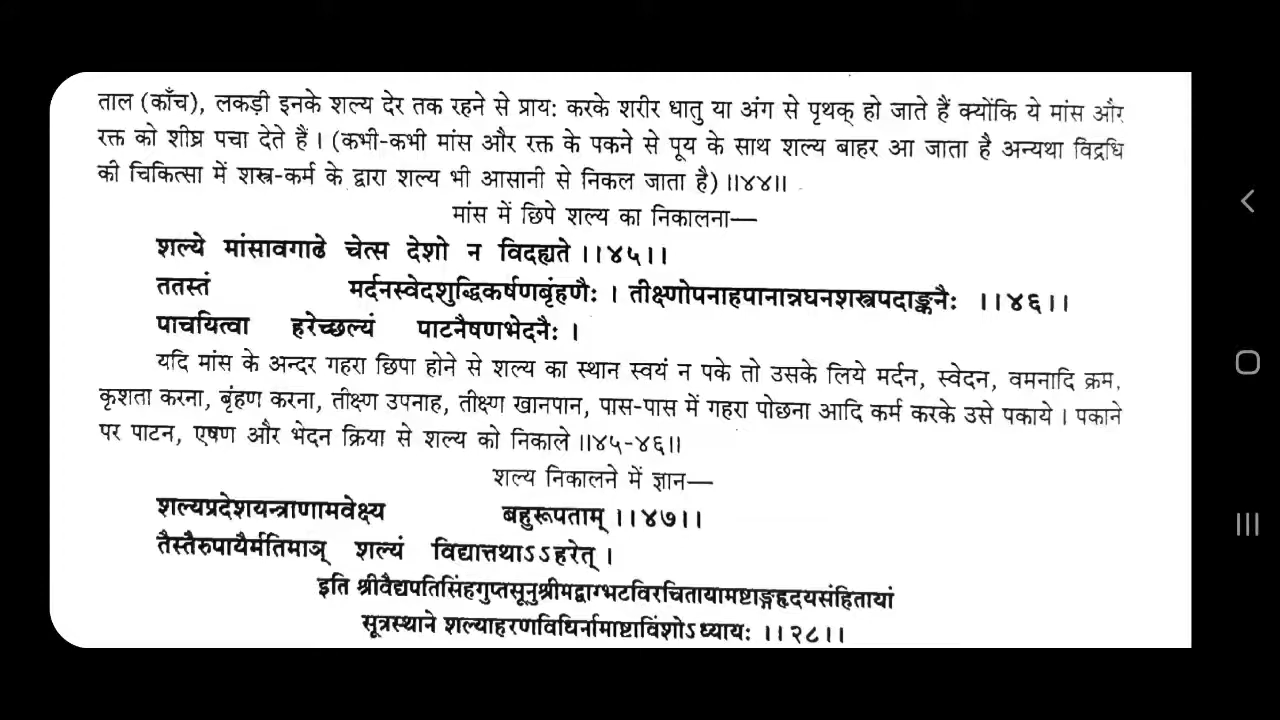 ताल (काँच), लकड़ी इनके शल्य देर तक रहने से प्राय: करके शरीर धातु या अंग से पृथक् हो जाते हैं क्योंकि ये मांस और
रक्त को शीघ्र पचा देते हैं। (कभी-कभी मांस और रक्त के पकने से पूय के साथ शल्य बाहर आ जाता है अन्यथा विद्रधि
की चिकित्सा में शस्त्र-कर्म के द्वारा शल्य भी आसानी से निकल जाता है)॥४४॥
मांस में छिपे शल्य का निकालना—
शल्ये मांसावगाढे चेत्स देशो न विदह्यते॥४५॥
ततस्तं मर्दनस्वेदशुद्धिकर्षणबृंहणैः। तीक्ष्णोपनाहपानान्नघनशस्त्रपदाङ्कनैः॥४६॥
पाचयित्वा हरेच्छल्यं पाटनैषणभेदनैः।
यदि मांस के अन्दर गहरा छिपा होने से शल्य का स्थान स्वयं न पके तो उसके लिये मर्दन, स्वेदन, वमनादि क्रम,
कृशता करना, बृंहण करना, तीक्ष्ण उपनाह, तीक्ष्ण खानपान, पास-पास में गहरा पोछना आदि कर्म करके उसे पकाये। पकाने
पर पाटन, एषण और भेदन क्रिया से शल्य को निकाले॥४५-४६॥
शल्य निकालने में ज्ञान—
शल्यप्रदेशयन्त्राणामवेक्ष्य बहुरूपताम्॥४७॥
तैस्तैरुपायैर्मतिमाञ् शल्यं विद्यात्तथाऽऽहरेत्।
इति श्रीवैद्यपतिसिंहगुप्तसूनुश्रीमद्वाग्भटविरचितायामष्टाङ्गहृदयसंहितायां
सूत्रस्थाने शल्याहरणविधिर्नामाष्टाविंशोऽध्यायः॥२८॥